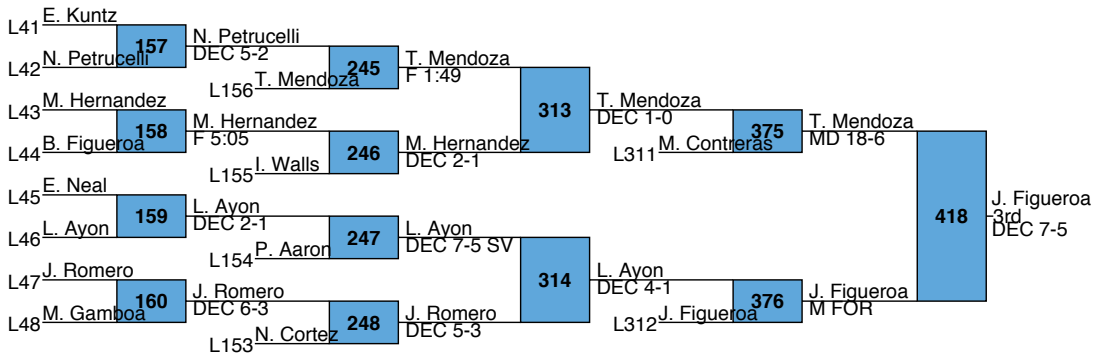 L41 E. Kuntz
157
L42 N. Petrucelli
N. Petrucelli
DEC 5-2
245
L156 T. Mendoza
T. Mendoza
F 1:49
L43 M. Hernandez
158
L44 B. Figueroa
M. Hernandez
F 5:05
246
L155 I. Walls
M. Hernandez
DEC 2-1
313
T. Mendoza
DEC 1-0
375
L311 M. Contreras
T. Mendoza
MD 18-6
L45 E. Neal
159
L46 L. Ayon
L. Ayon
DEC 2-1
247
L154 P. Aaron
L. Ayon
DEC 7-5 SV
L47 J. Romero
160
L48 M. Gamboa
J. Romero
DEC 6-3
248
L153 N. Cortez
J. Romero
DEC 5-3
314
L. Ayon
DEC 4-1
376
L312 J. Figueroa
J. Figueroa
M FOR
418
J. Figueroa
3rd
DEC 7-5